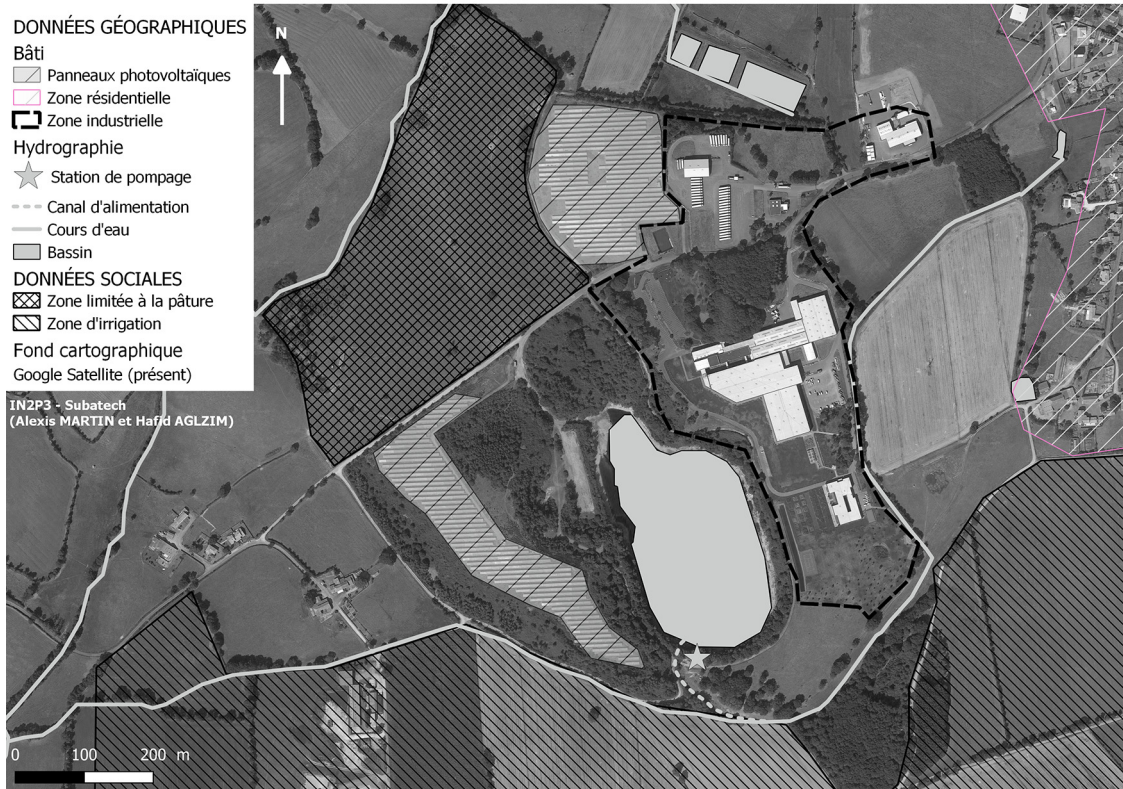 DONNÉES GÉOGRAPHIQUES
Bâti
Panneaux photovoltaïques
Zone résidentielle
Zone industrielle
Hydrographie
Station de pompage
Canal d'alimentation
Cours d'eau
Bassin
DONNÉES SOCIALES
Zone limitée à la pâture
Zone d'irrigation
Fond cartographique
Google Satellite (présent)
IN2P3 - Subatech
(Alexis MARTIN et Hafid AGLZIM)
N
0 100 200 m